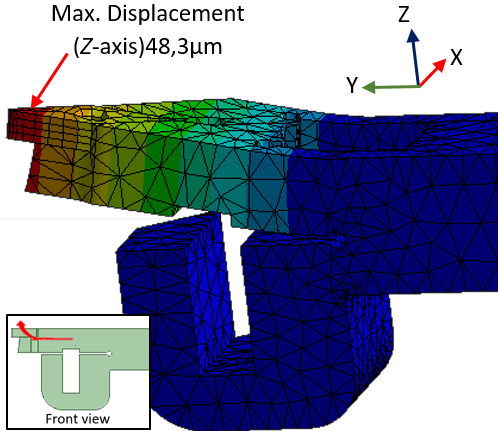 Max. Displacement
(Z-axis)48,3µm
Z
X
Y
Front view